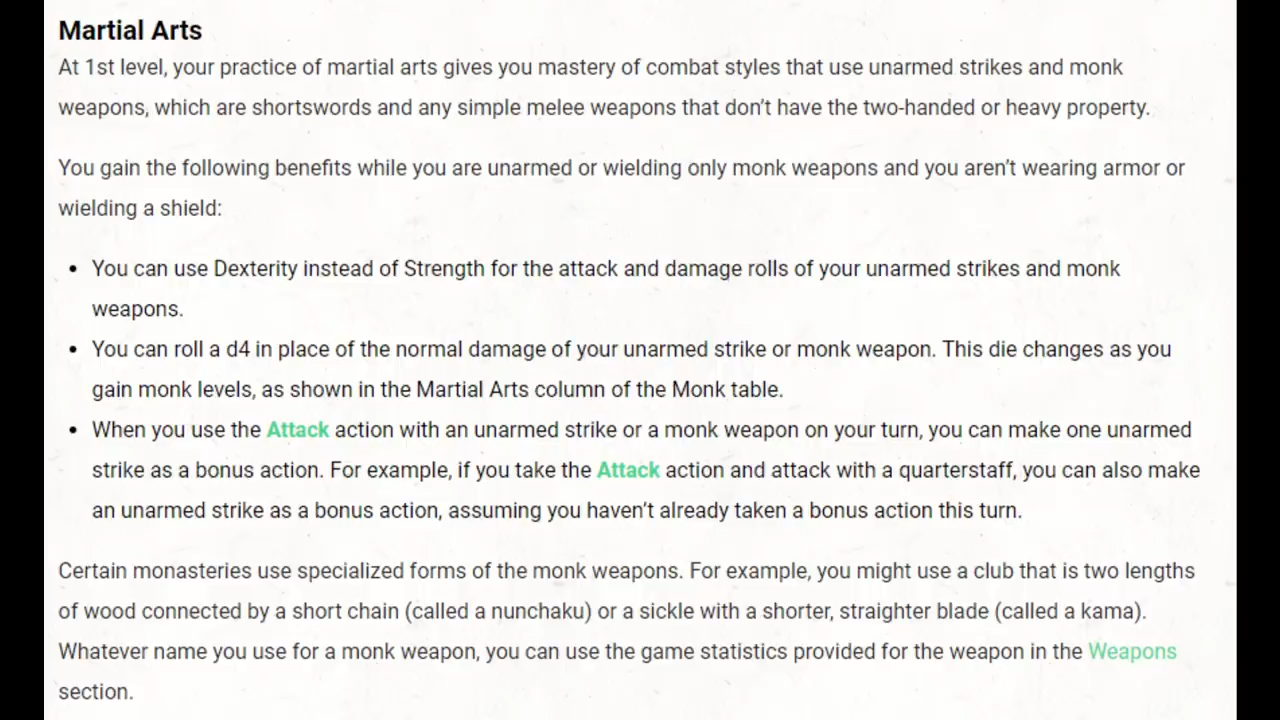 Martial Arts
At 1st level, your practice of martial arts gives you mastery of combat styles that use unarmed strikes and monk
weapons, which are shortswords and any simple melee weapons that don't have the two-handed or heavy property.
You gain the following benefits while you are unarmed or wielding only monk weapons and you aren't wearing armor or
wielding a shield:
• You can use Dexterity instead of Strength for the attack and damage rolls of your unarmed strikes and monk
weapons.
• You can roll a d4 in place of the normal damage of your unarmed strike or monk weapon. This die changes as you
gain monk levels, as shown in the Martial Arts column of the Monk table.
• When you use the Attack action with an unarmed strike or a monk weapon on your turn, you can make one unarmed
strike as a bonus action. For example, if you take the Attack action and attack with a quarterstaff, you can also make
an unarmed strike as a bonus action, assuming you haven't already taken a bonus action this turn.
Certain monasteries use specialized forms of the monk weapons. For example, you might use a club that is two lengths
of wood connected by a short chain (called a nunchaku) or a sickle with a shorter, straighter blade (called a kama).
Whatever name you use for a monk weapon, you can use the game statistics provided for the weapon in the Weapons
section.